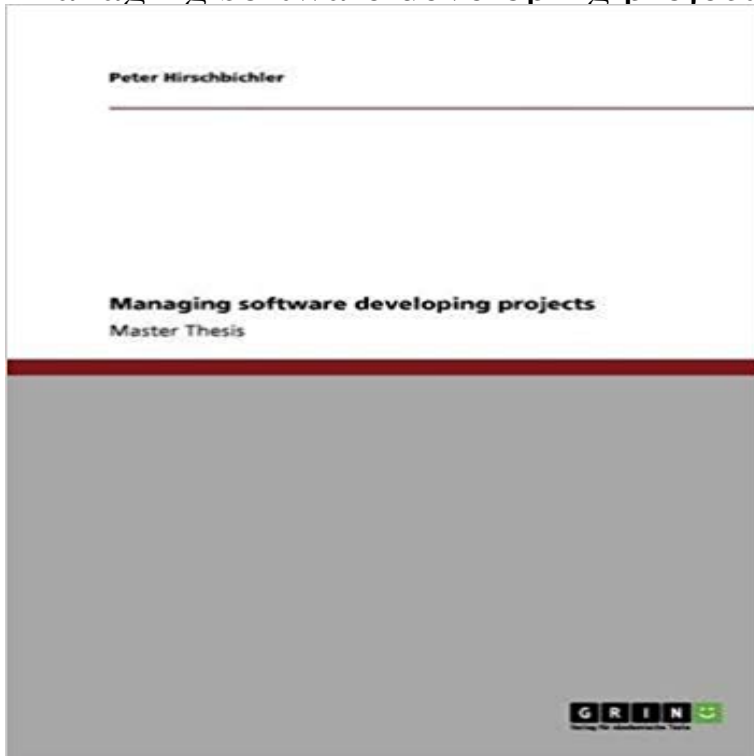 Peter Hirschbichler
Managing software developing projects
Master Thesis
GRIN